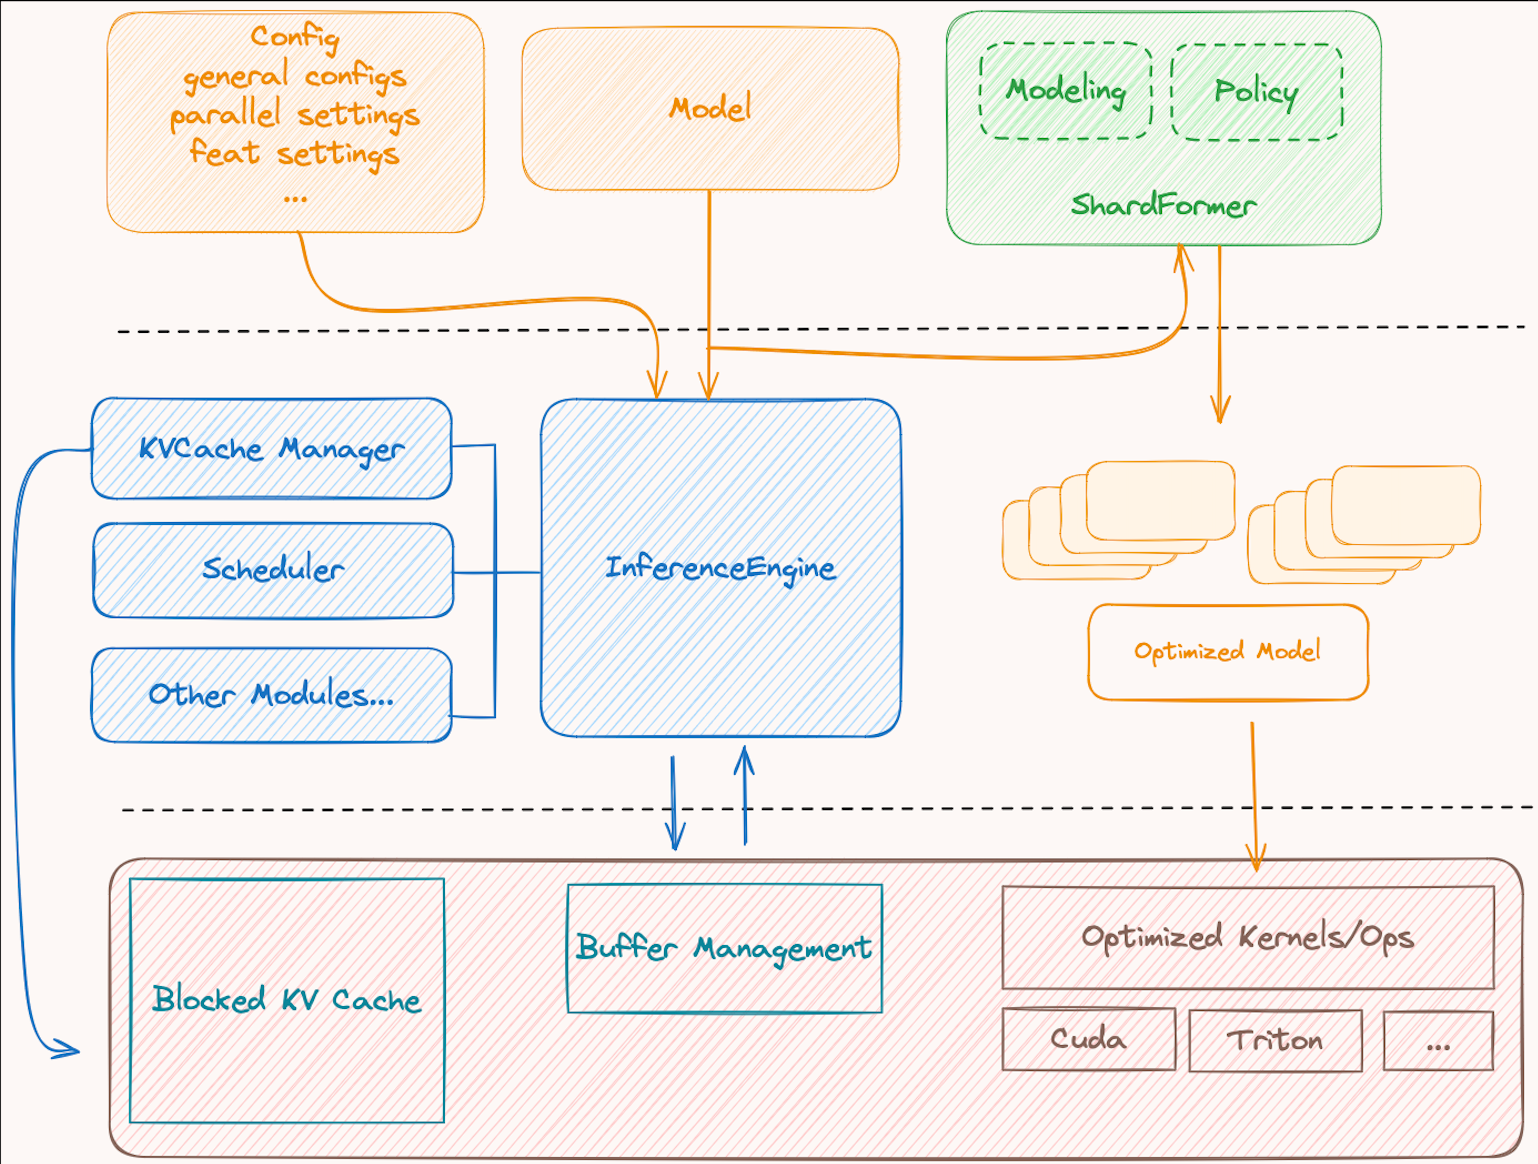 Config
general configs
parallel settings
feat settings
...
Model
Modeling
Policy
ShardFormer
KVCache Manager
Scheduler
Other Modules...
InferenceEngine
Optimized Model
Blocked KV Cache
Buffer Management
Optimized Kernels/Ops
Cuda
Triton
...